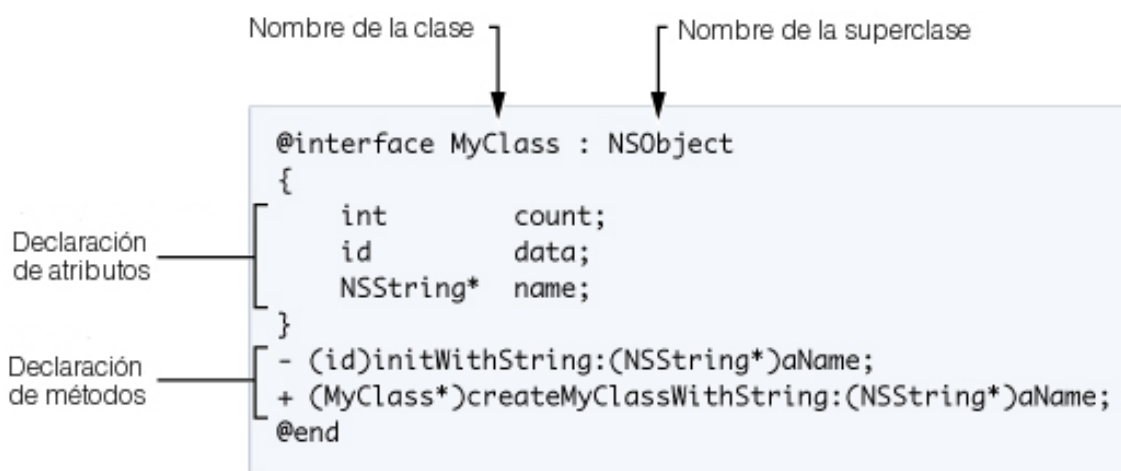 Nombre de la clase
Nombre de la superclase
@interface MyClass : NSObject
{
Declaración
de atributos
int count;
id data;
NSString* name;
}
Declaración
de métodos
- (id)initWithString:(NSString*)aName;
+ (MyClass*)createMyClassWithString:(NSString*)aName;
@end